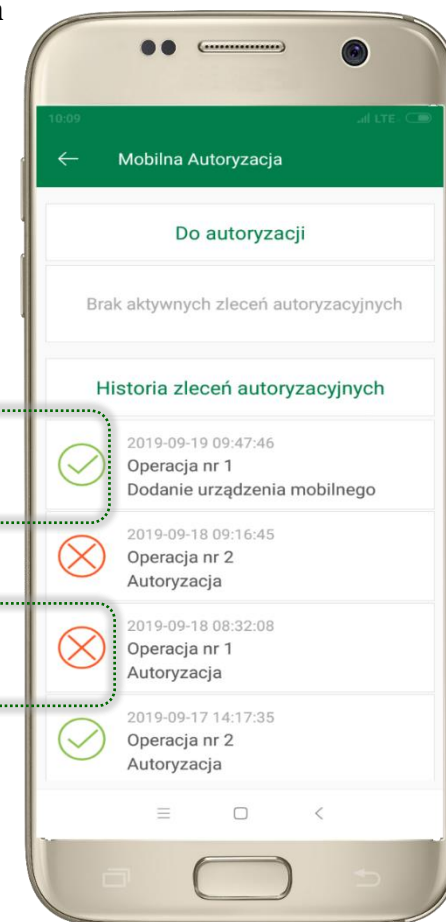 10:09
LTE
Mobilna Autoryzacja
Do autoryzacji
Brak aktywnych zleceń autoryzacyjnych
Historia zleceń autoryzacyjnych
2019-09-19 09:47:46
Operacja nr 1
Dodanie urządzenia mobilnego
2019-09-18 09:16:45
Operacja nr 2
Autoryzacja
2019-09-18 08:32:08
Operacja nr 1
Autoryzacja
2019-09-17 14:17:35
Operacja nr 2
Autoryzacja